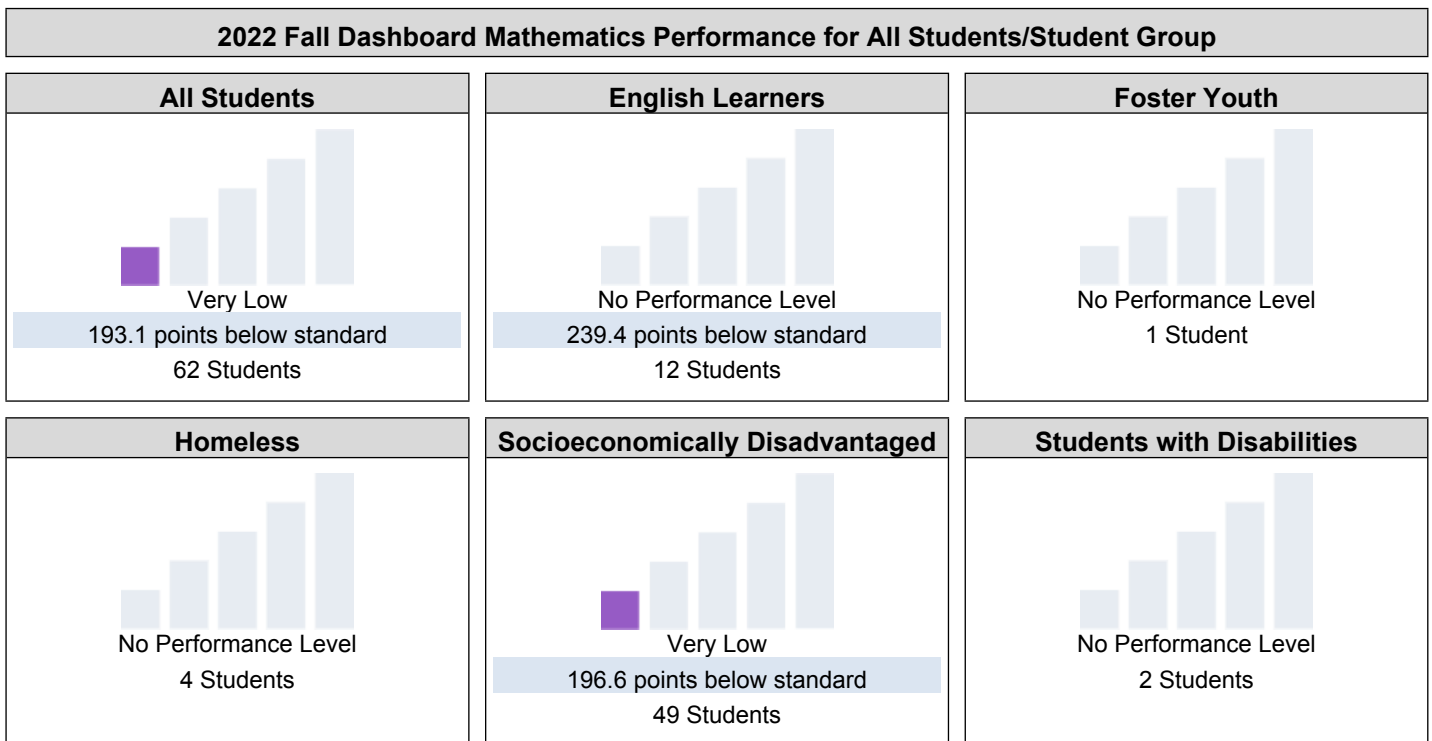 2022 Fall Dashboard Mathematics Performance for All Students/Student Group
All Students
Very Low
193.1 points below standard
62 Students
English Learners
No Performance Level
239.4 points below standard
12 Students
Foster Youth
No Performance Level
1 Student
Homeless
No Performance Level
4 Students
Socioeconomically Disadvantaged
Very Low
196.6 points below standard
49 Students
Students with Disabilities
No Performance Level
2 Students